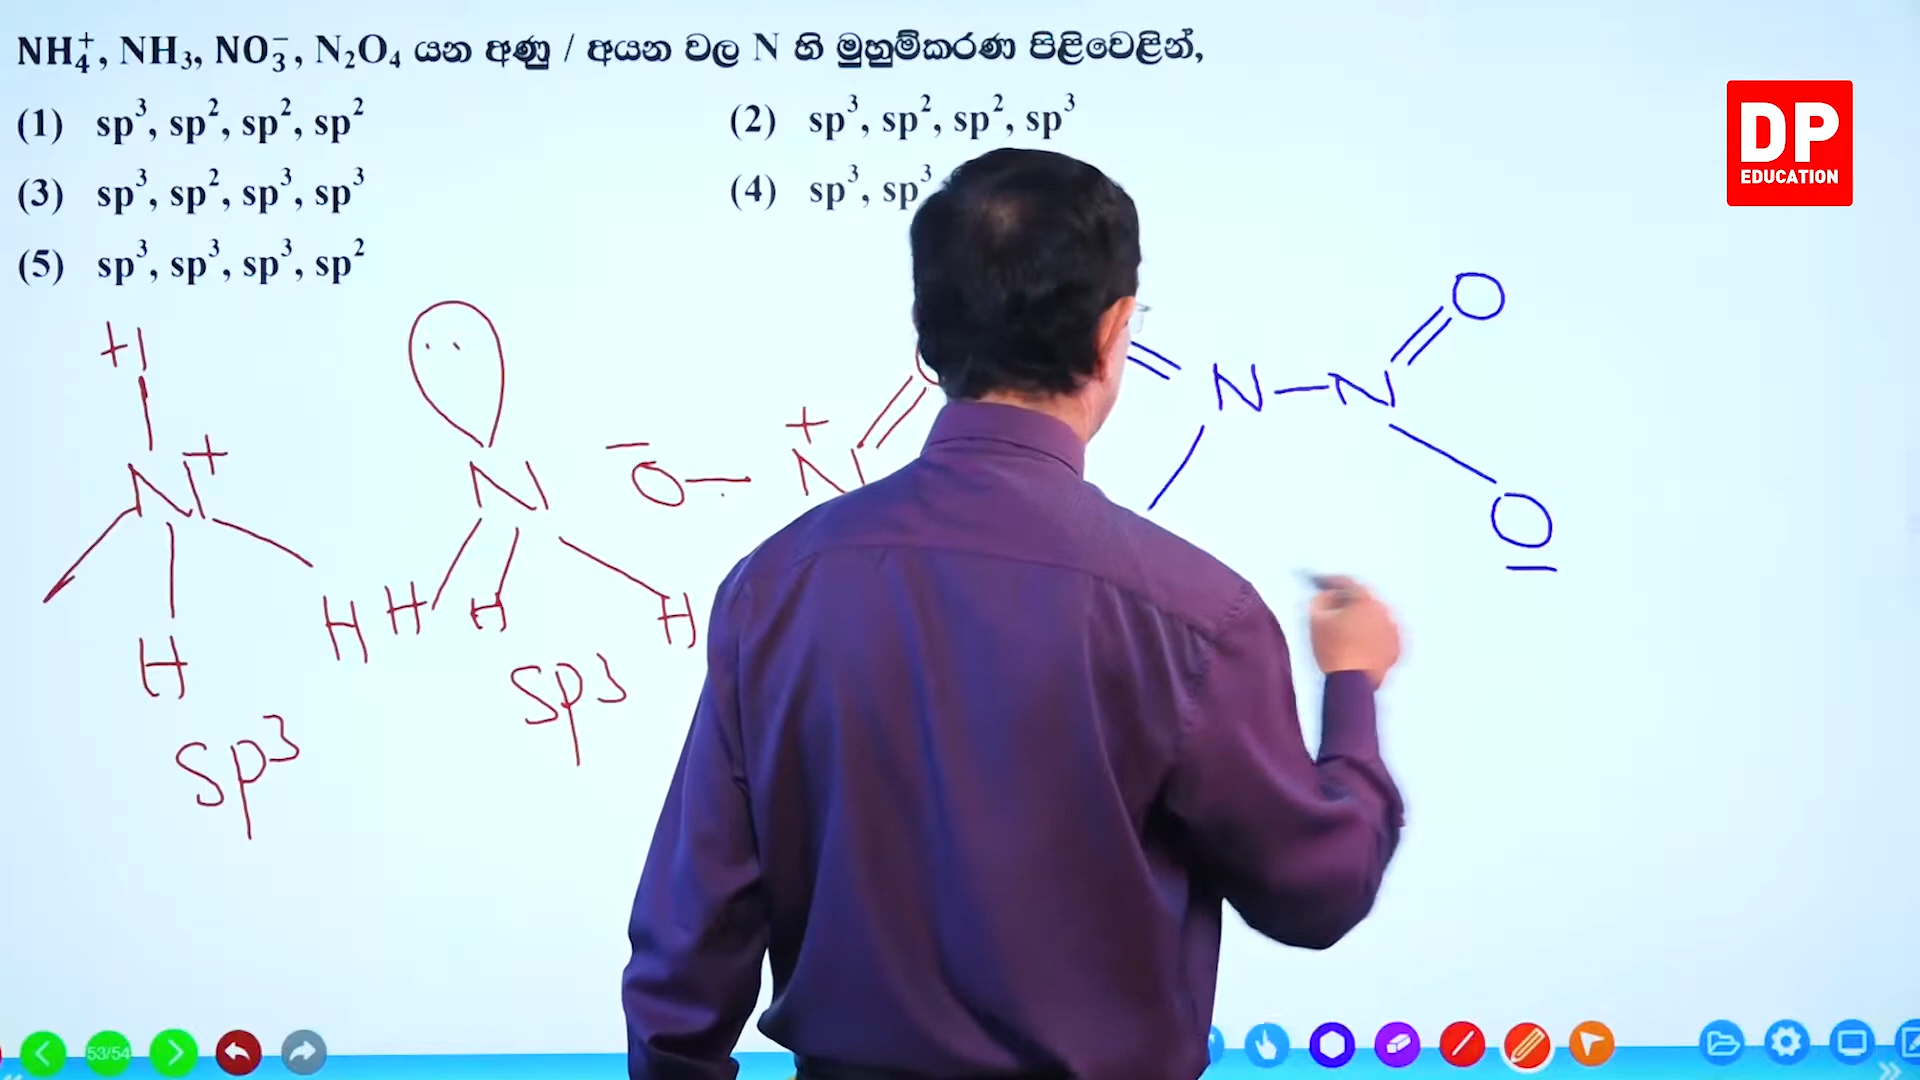 NH₄⁺, NH₃, NO₃⁻, N₂O₄ යන අණු / අයන වල N හි මුහුම්කරණ පිළිවෙළින්,
(1) sp³, sp², sp², sp²
(2) sp³, sp², sp², sp³
(3) sp³, sp², sp³, sp³
(4) sp³, sp³
(5) sp³, sp³, sp³, sp²
DP
EDUCATION
H
N+
H
H
sp3
N
H H H
sp3
⁻O–N+
N–N
O
O
53/54